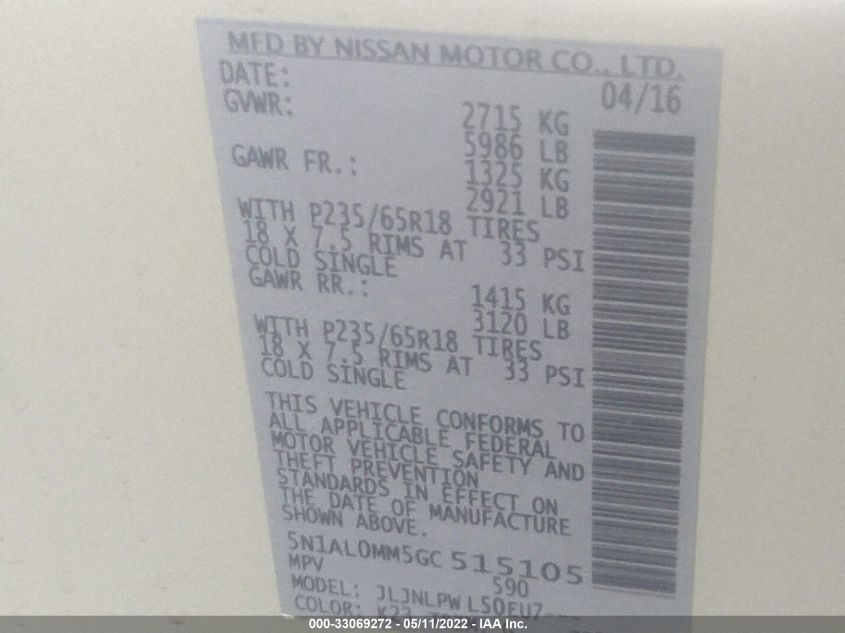 MFD BY NISSAN MOTOR CO., LTD.
DATE: 04/16
GVWR: 2715 KG
5986 LB
GAWR FR.: 1325 KG
2921 LB
WITH P235/65R18 TIRES
18 X 7.5 RIMS AT 33 PSI
COLD SINGLE
GAWR RR.: 1415 KG
3120 LB
WITH P235/65R18 TIRES
18 X 7.5 RIMS AT 33 PSI
COLD SINGLE
THIS VEHICLE CONFORMS TO
ALL APPLICABLE FEDERAL
MOTOR VEHICLE SAFETY AND
THEFT PREVENTION
STANDARDS IN EFFECT ON
THE DATE OF MANUFACTURE
SHOWN ABOVE.
5N1AL0MM5GC 515105
MPV 590
MODEL: JLJNLPW
COLOR: K23
000-33069272 - 05/11/2022 - IAA Inc.